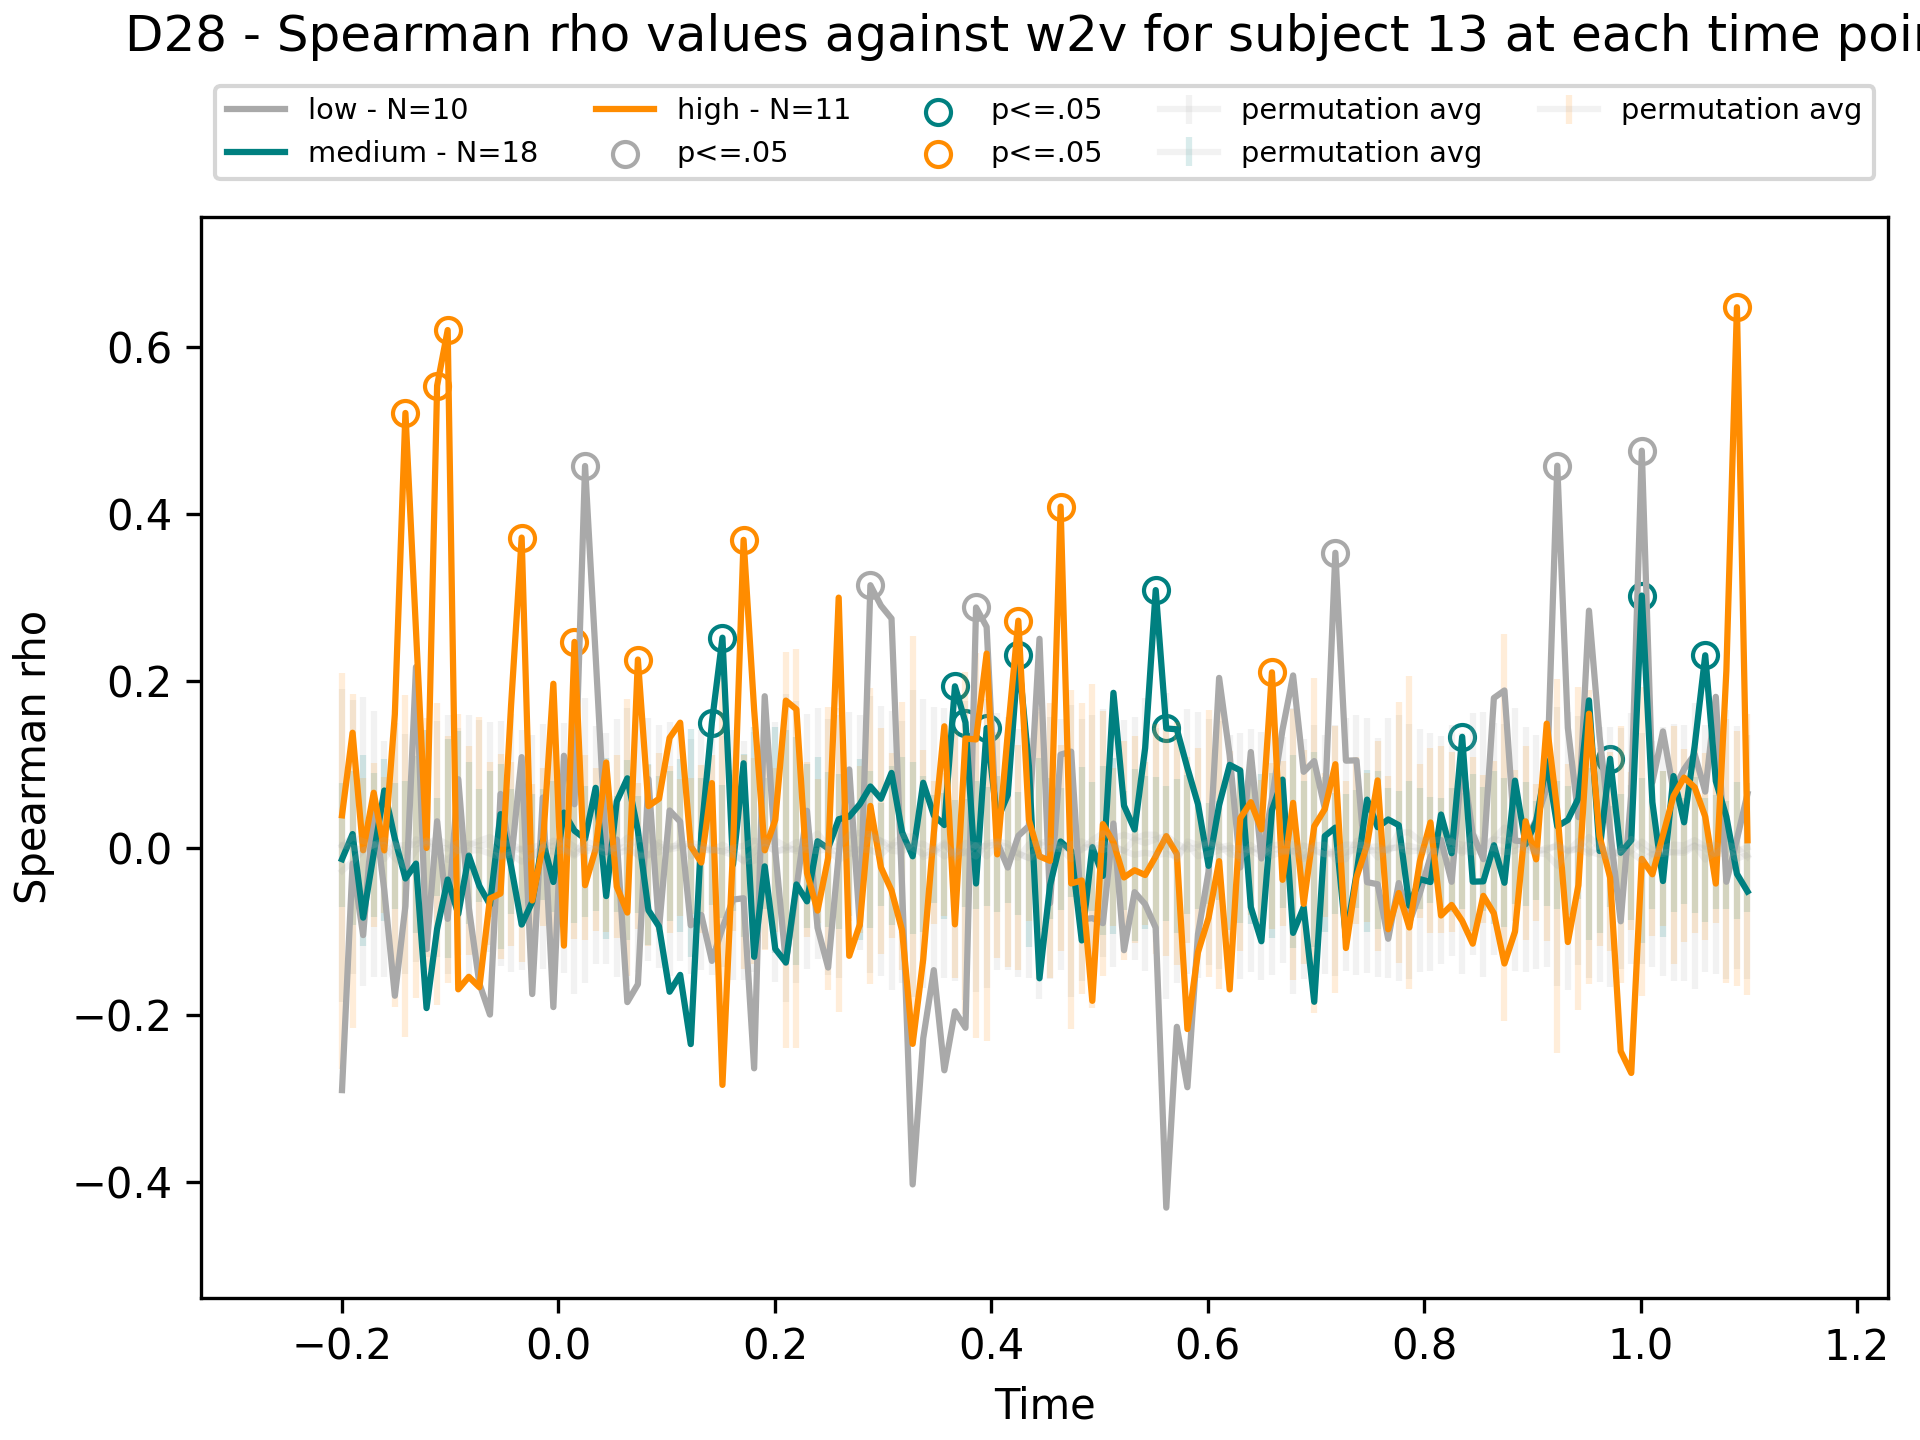 D28 - Spearman rho values against w2v for subject 13 at each time poi
low - N=10
medium - N=18
high - N=11
p<=.05
p<=.05
p<=.05
permutation avg
permutation avg
permutation avg
Spearman rho
0.6
0.4
0.2
0.0
−0.2
−0.4
−0.2 0.0 0.2 0.4 0.6 0.8 1.0 1.2
Time